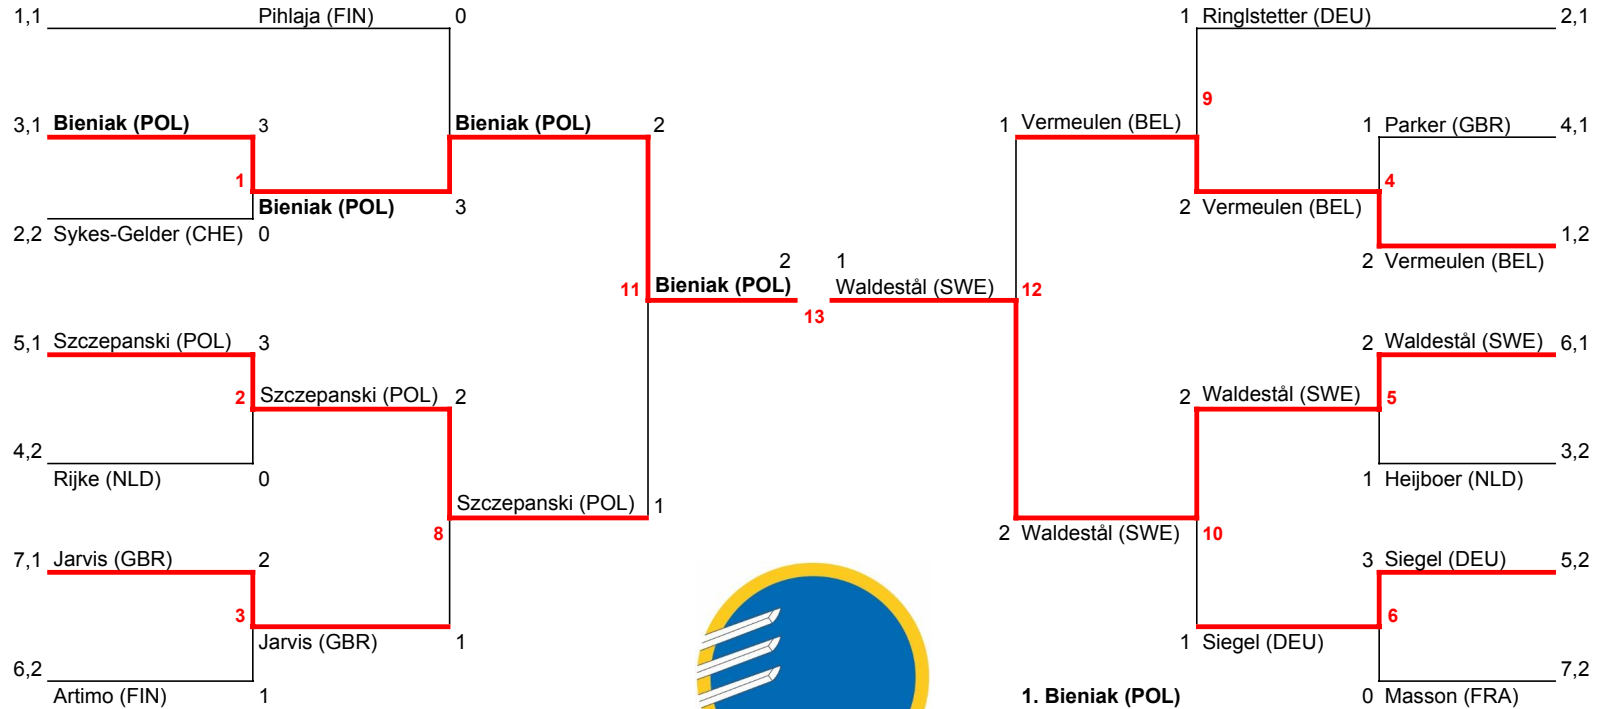 1,1 Pihlaja (FIN) 0 1 Ringlstetter (DEU) 2,1
9
3,1 Bieniak (POL) 3 Bieniak (POL) 2 1 Vermeulen (BEL) 1 Parker (GBR) 4,1
1 4
Bieniak (POL) 3 2 Vermeulen (BEL)
2,2 Sykes-Gelder (CHE) 0 1,2
2 1 2 Vermeulen (BEL)
11 Bieniak (POL) Waldestål (SWE) 12
13
5,1 Szczepanski (POL) 3 2 Waldestål (SWE) 6,1
2 Szczepanski (POL) 2 2 Waldestål (SWE) 5
4,2 3,2
Rijke (NLD) 0 1 Heijboer (NLD)
Szczepanski (POL) 1
8 2 Waldestål (SWE) 10
7,1 Jarvis (GBR) 2 3 Siegel (DEU) 5,2
3 6
Jarvis (GBR) 1 1 Siegel (DEU)
6,2 7,2
Artimo (FIN) 1 1. Bieniak (POL) 0 Masson (FRA)